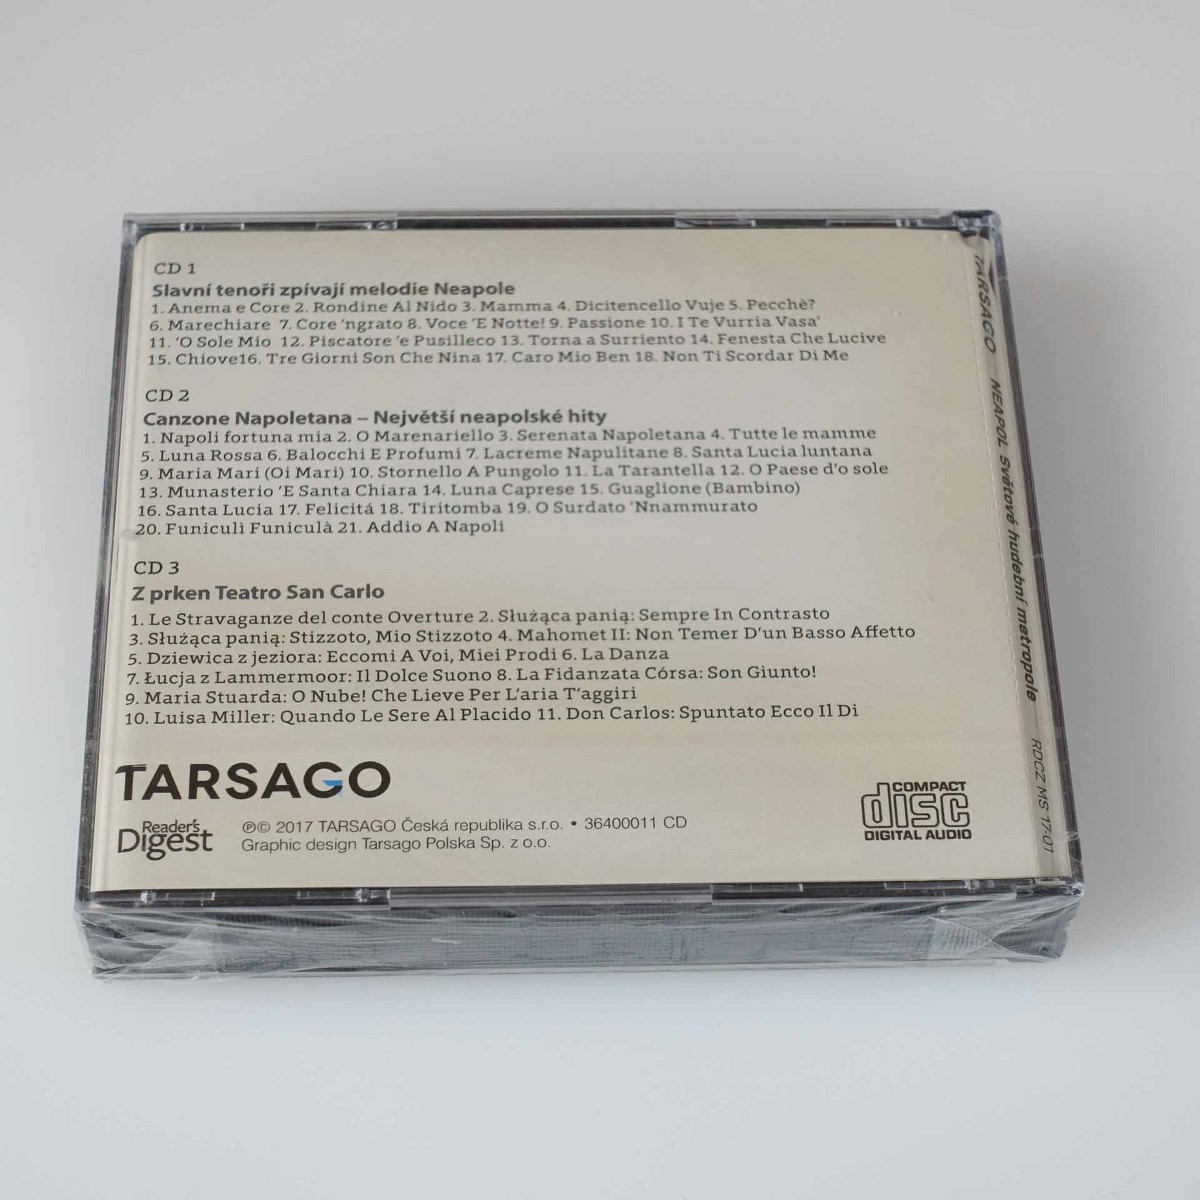 CD 1
Slavní tenoři zpívají melodie Neapole
1. Anema e Core 2. Rondine Al Nido 3. Mamma 4. Dicitencello Vuje 5. Pecchè?
6. Marechiare 7. Core 'ngrato 8. Voce 'E Notte! 9. Passione 10. I Te Vurria Vasa'
11. 'O Sole Mio 12. Piscatore 'e Pusilleco 13. Torna a Surriento 14. Fenesta Che Lucive
15. Chiove16. Tre Giorni Son Che Nina 17. Caro Mio Ben 18. Non Ti Scordar Di Me
CD 2
Canzone Napoletana – Největší neapolské hity
1. Napoli fortuna mia 2. O Marenariello 3. Serenata Napoletana 4. Tutte le mamme
5. Luna Rossa 6. Balocchi E Profumi 7. Lacreme Napulitane 8. Santa Lucia luntana
9. Maria Mari (Oi Mari) 10. Stornello A Pungolo 11. La Tarantella 12. O Paese d'o sole
13. Munasterio 'E Santa Chiara 14. Luna Caprese 15. Guaglione (Bambino)
16. Santa Lucia 17. Felicitá 18. Tiritomba 19. O Surdato 'Nnammurato
20. Funiculì Funiculà 21. Addio A Napoli
CD 3
Z prken Teatro San Carlo
1. Le Stravaganze del conte Overture 2. Służąca panią: Sempre In Contrasto
3. Służąca panią: Stizzoto, Mio Stizzoto 4. Mahomet II: Non Temer D'un Basso Affetto
5. Dziewica z jeziora: Eccomi A Voi, Miei Prodi 6. La Danza
7. Łucja z Lammermoor: Il Dolce Suono 8. La Fidanzata Córsa: Son Giunto!
9. Maria Stuarda: O Nube! Che Lieve Per L'aria T'aggiri
10. Luisa Miller: Quando Le Sere Al Placido 11. Don Carlos: Spuntato Ecco Il Di
TARSAGO
Reader's
Digest
℗© 2017 TARSAGO Česká republika s.r.o. • 36400011 CD
Graphic design Tarsago Polska Sp. z o.o.
COMPACT
disc
DIGITAL AUDIO
TARSAGO NEAPOL Světové hudební metropole RDCZ MS 17-01